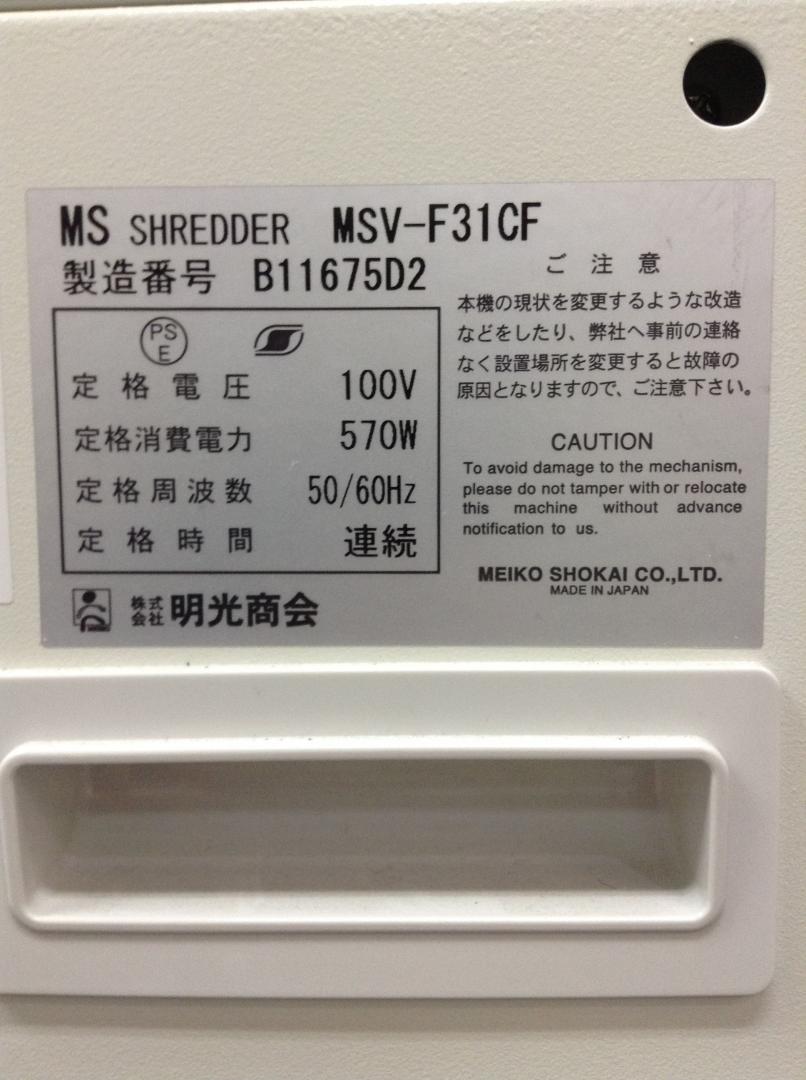 MS SHREDDER MSV-F31CF
製造番号 B11675D2
PS
E
定格電圧 100V
定格消費電力 570W
定格周波数 50/60Hz
定格時間 連続
株式
会社 明光商会
ご注意
本機の現状を変更するような改造
などをしたり、弊社へ事前の連絡
なく設置場所を変更すると故障の
原因となりますので、ご注意下さい。
CAUTION
To avoid damage to the mechanism,
please do not tamper with or relocate
this machine without advance
notification to us.
MEIKO SHOKAI CO.,LTD.
MADE IN JAPAN